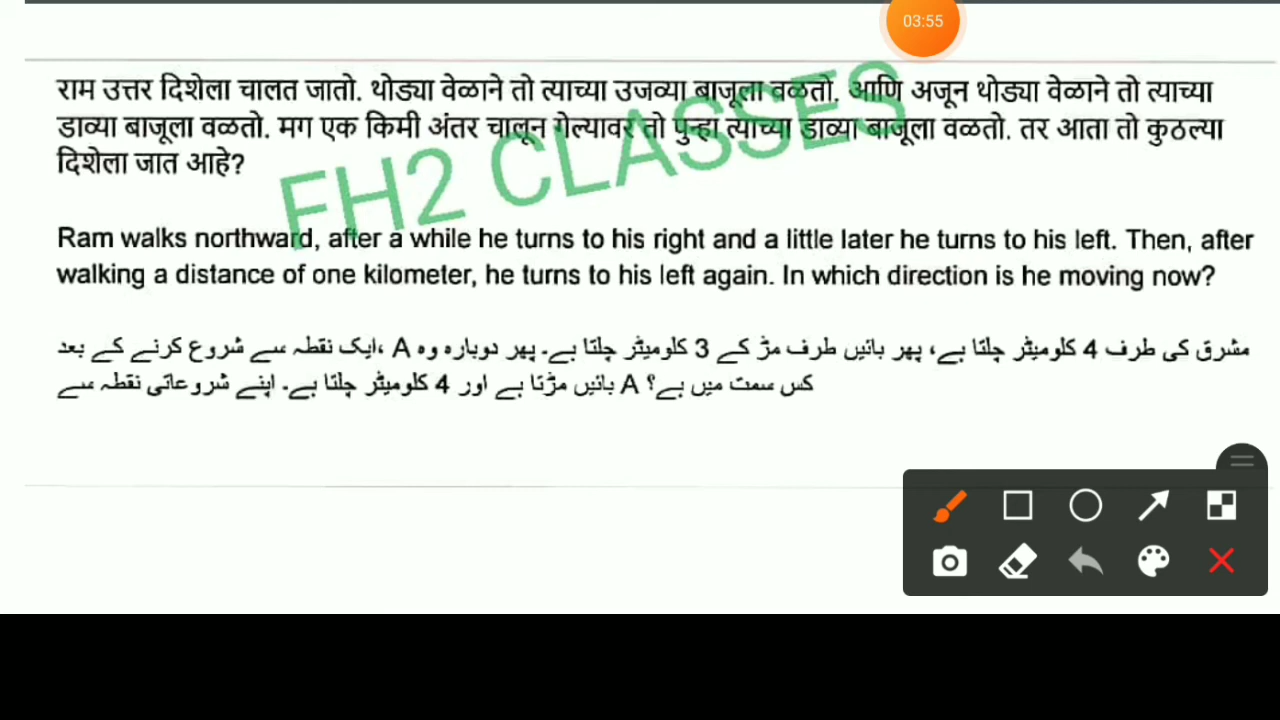 03:55
राम उत्तर दिशेला चालत जातो. थोड्या वेळाने तो त्याच्या उजव्या बाजूला वळतो. आणि अजून थोड्या वेळाने तो त्याच्या
डाव्या बाजूला वळतो. मग एक किमी अंतर चालून गेल्यावर तो पुन्हा त्याच्या डाव्या बाजूला वळतो. तर आता तो कुठल्या
दिशेला जात आहे?
FH2 CLASSES
Ram walks northward, after a while he turns to his right and a little later he turns to his left. Then, after
walking a distance of one kilometer, he turns to his left again. In which direction is he moving now?
مشرق کی طرف 4 کلومیٹر چلتا ہے، پھر بائیں طرف مڑ کے 3 کلومیٹر چلتا ہے۔ پھر دوبارہ وہ A ،ایک نقطہ سے شروع کرنے کے بعد
کس سمت میں ہے؟ A بائیں مڑتا ہے اور 4 کلومیٹر چلتا ہے۔ اپنے شروعاتی نقطہ سے